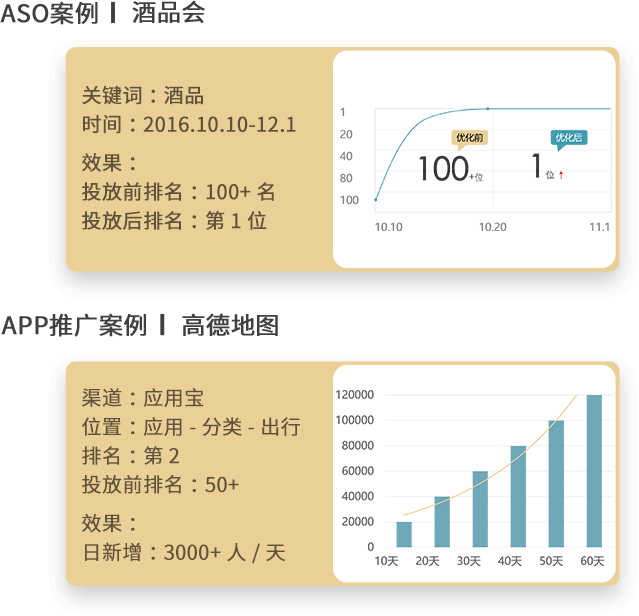 ASO案例 | 酒品会
关键词：酒品
时间：2016.10.10-12.1
效果：
投放前排名：100+ 名
投放后排名：第 1 位
1
20
40
80
100
优化前
100+位
优化后
1位↑
10.10
10.20
11.1
APP推广案例 | 高德地图
渠道：应用宝
位置：应用 - 分类 - 出行
排名：第 2
投放前排名：50+
效果：
日新增：3000+ 人 / 天
120000
100000
80000
60000
40000
20000
0
10天
20天
30天
40天
50天
60天